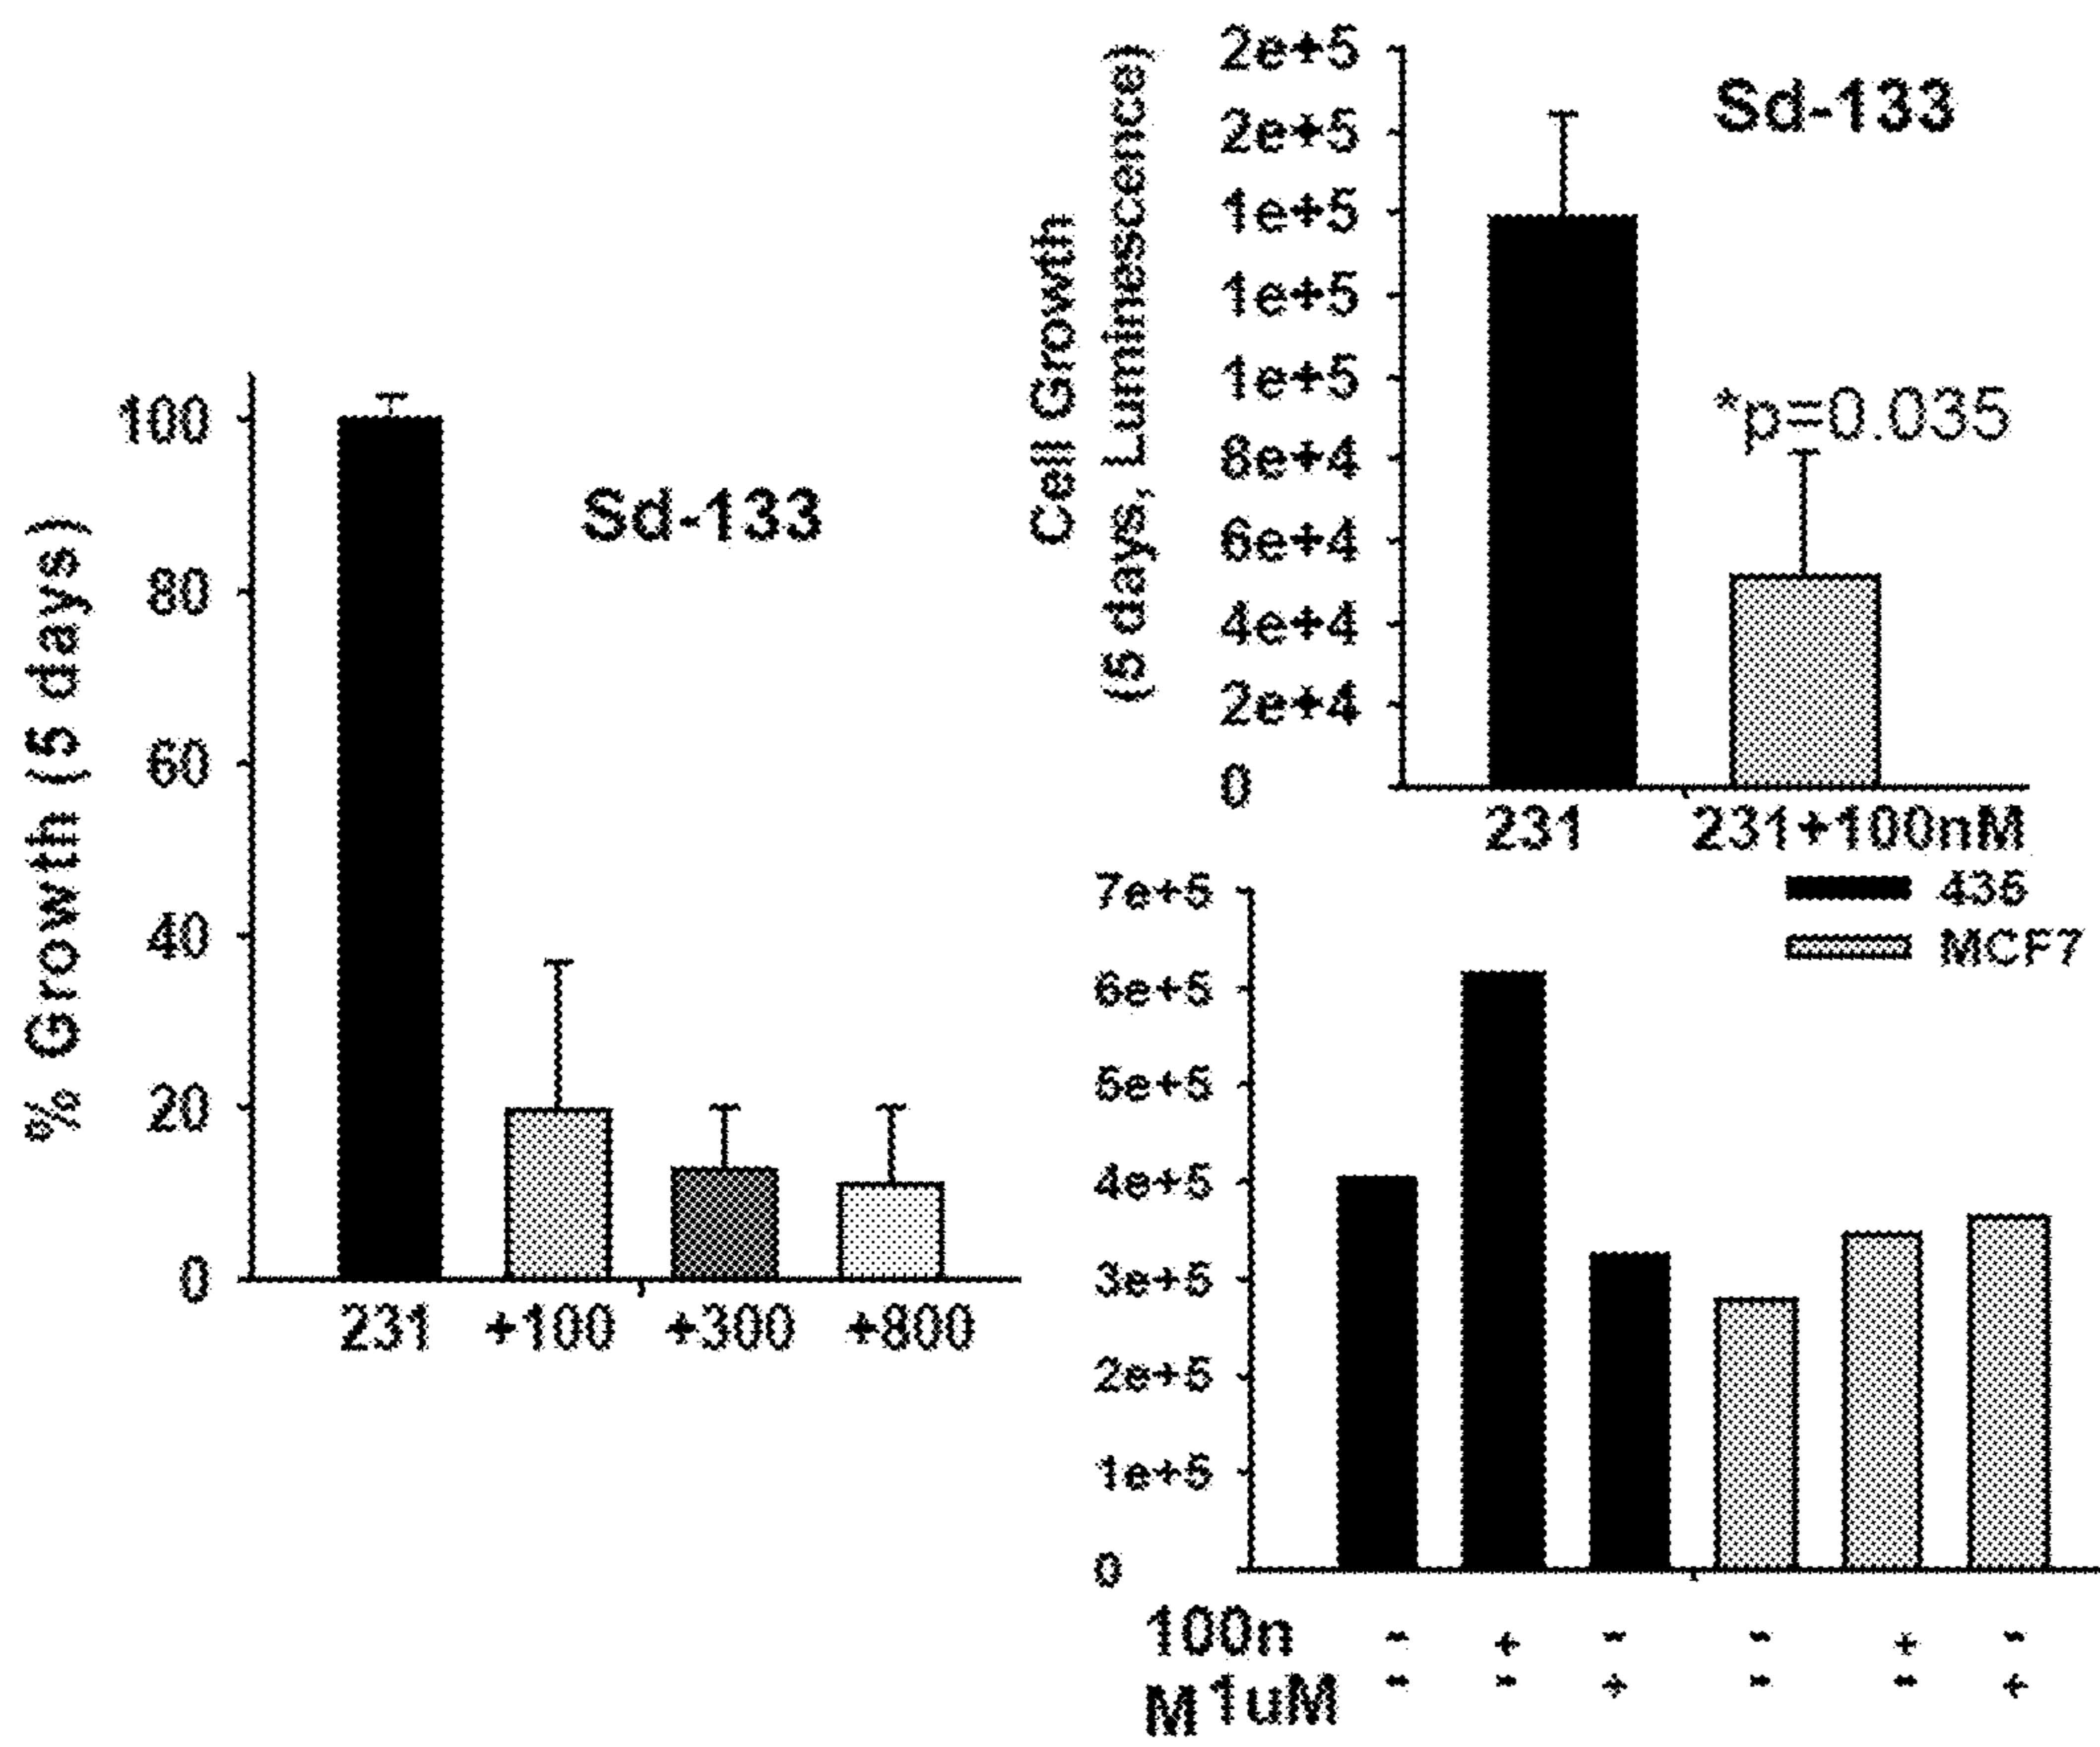 % Growth (5 days)
100
80
60
40
20
0
Sd-133
231 +100 +300 +800
Cell Growth
(5 days, Luminescence)
2e+5
2e+5
1e+5
1e+5
1e+5
8e+4
6e+4
4e+4
2e+4
0
Sd-133
*p=0.035
231 231+100nM
435
MCF7
7e+5
6e+5
5e+5
4e+5
3e+5
2e+5
1e+5
0
100n - + - - + -
M 1uM - - + - - +